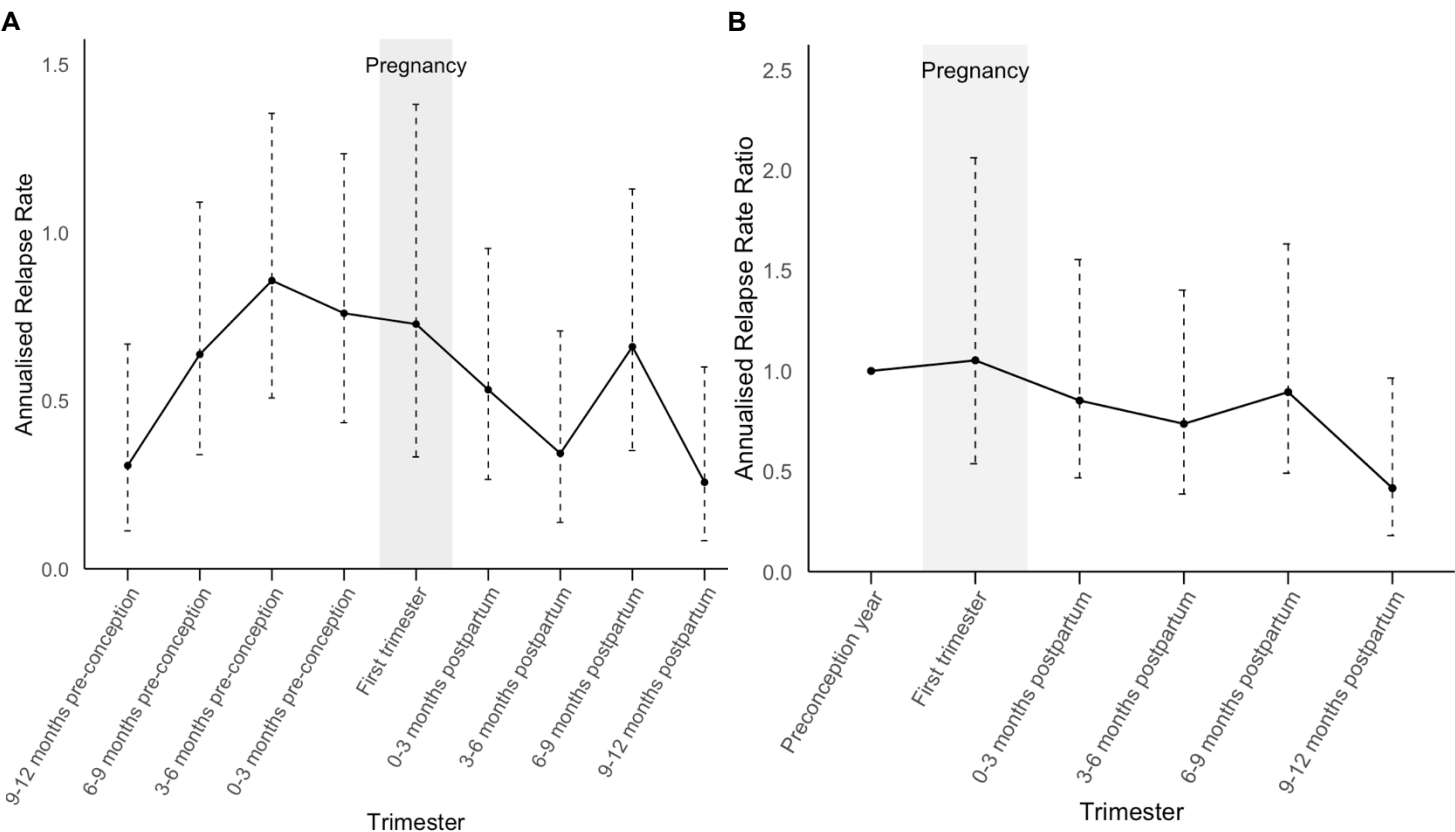 A
Pregnancy
Annualised Relapse Rate
1.5
1.0
0.5
0.0
9-12 months pre-conception
6-9 months pre-conception
3-6 months pre-conception
0-3 months pre-conception
First trimester
0-3 months postpartum
3-6 months postpartum
6-9 months postpartum
9-12 months postpartum
Trimester
B
Pregnancy
Annualised Relapse Rate Ratio
2.5
2.0
1.5
1.0
0.5
0.0
Preconception year
First trimester
0-3 months postpartum
3-6 months postpartum
6-9 months postpartum
9-12 months postpartum
Trimester